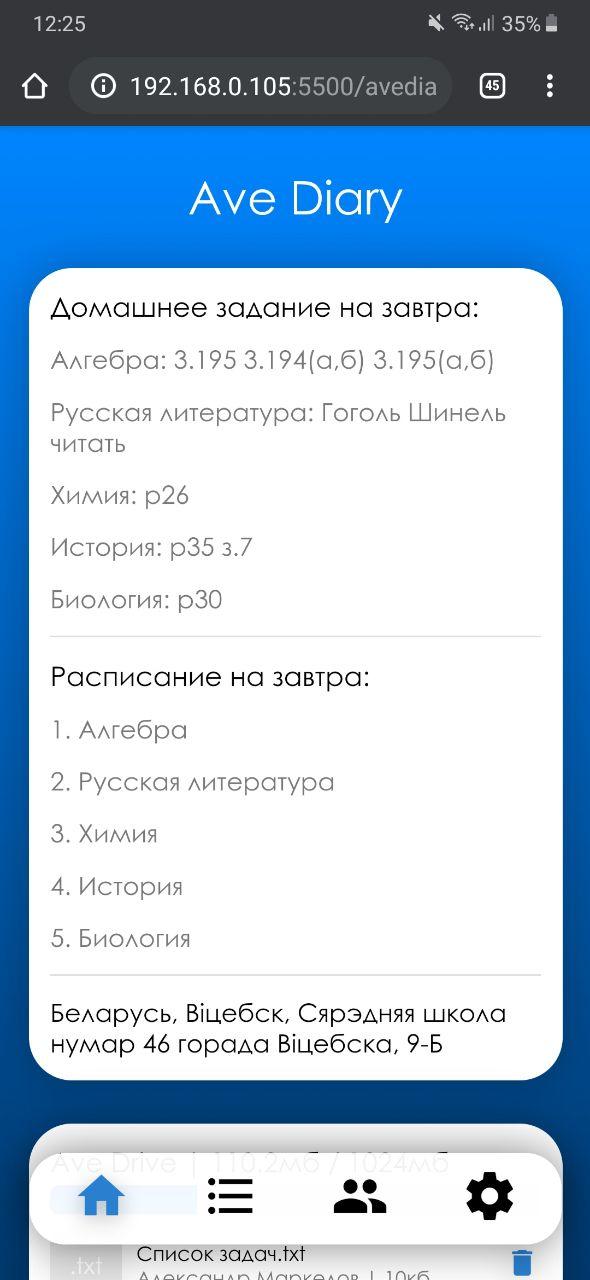 12:25
35%
192.168.0.105:5500/avedia
45
Ave Diary
Домашнее задание на завтра:
Алгебра: 3.195 3.194(а,б) 3.195(а,б)
Русская литература: Гоголь Шинель
читать
Химия: р26
История: р35 з.7
Биология: р30
Расписание на завтра:
1. Алгебра
2. Русская литература
3. Химия
4. История
5. Биология
Беларусь, Віцебск, Сярэдняя школа
нумар 46 горада Віцебска, 9-Б
Ave Drive | 110.2мб / 1024мб
.txt
Список задач.txt
Александр Маркелов | 10кб